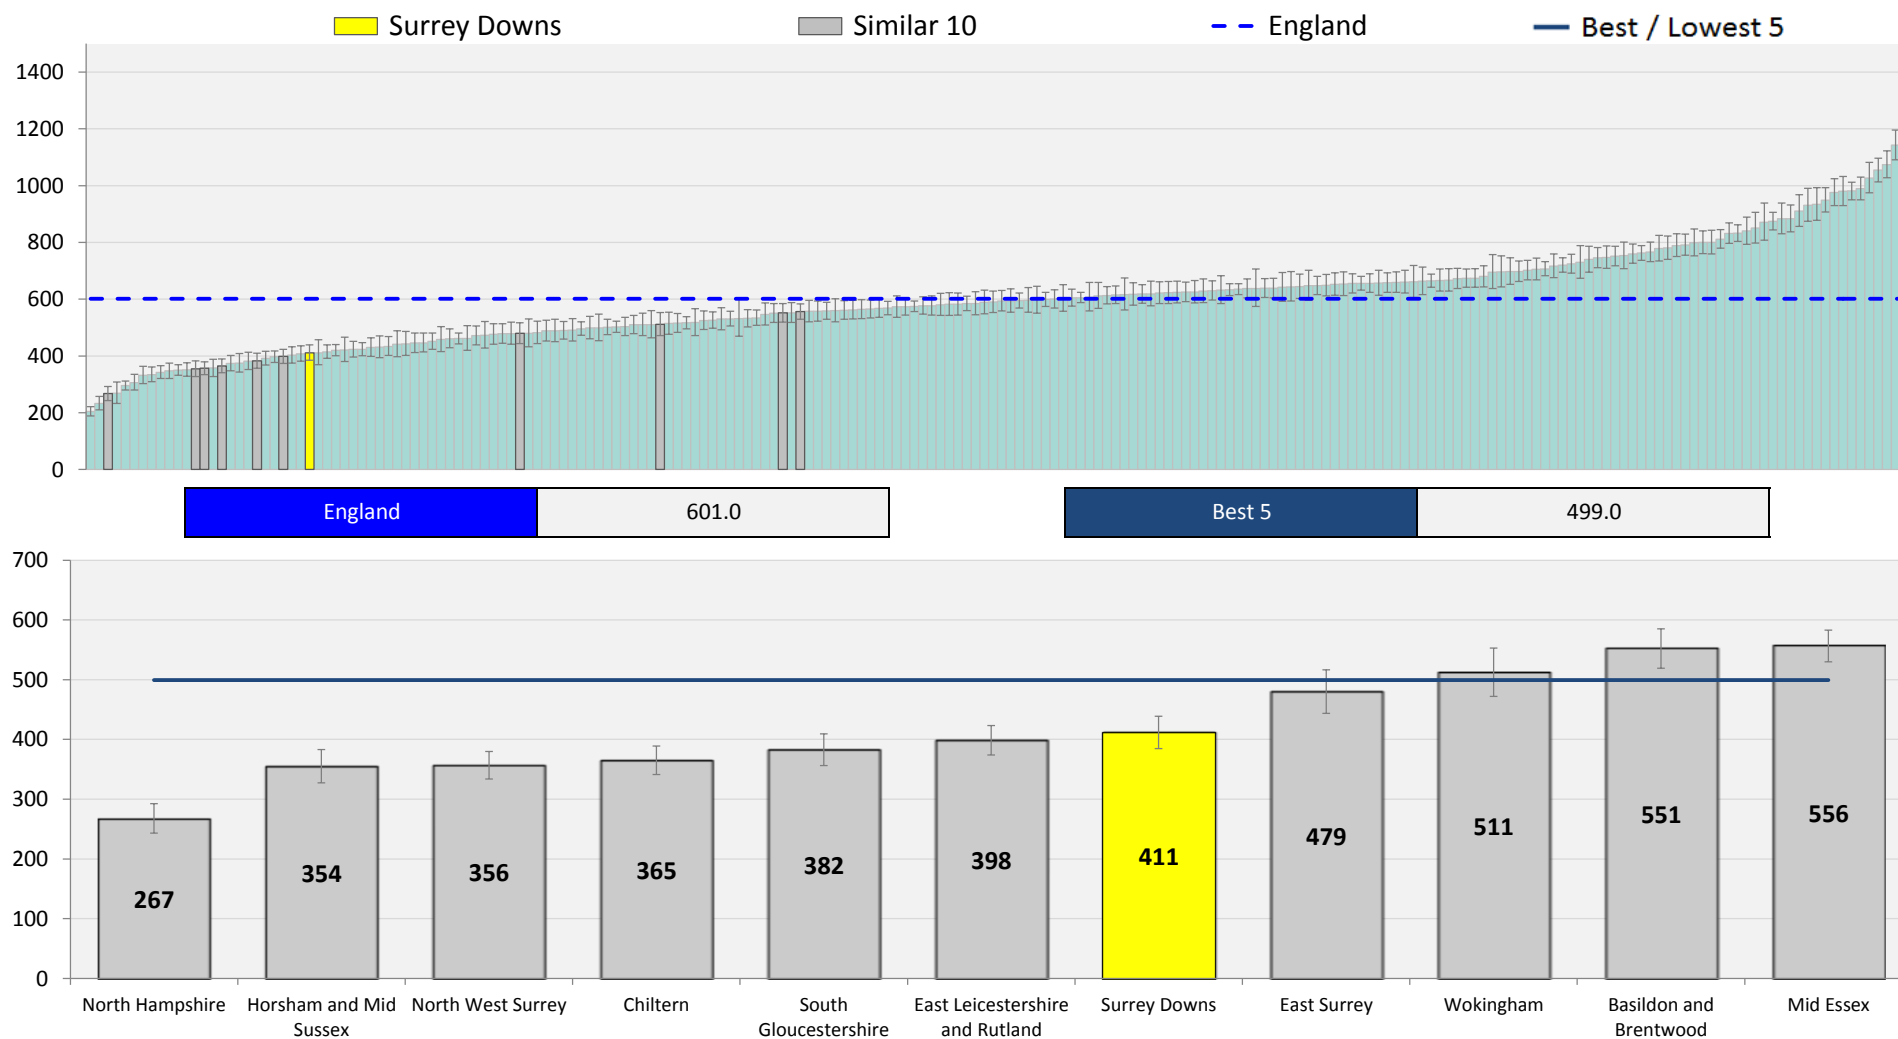 Surrey Downs
Similar 10
England
Best / Lowest 5
1400
1200
1000
800
600
400
200
0
England
601.0
Best 5
499.0
700
600
500
400
300
200
100
0
267
354
356
365
382
398
411
479
511
551
556
North Hampshire
Horsham and Mid
Sussex
North West Surrey
Chiltern
South
Gloucestershire
East Leicestershire
and Rutland
Surrey Downs
East Surrey
Wokingham
Basildon and
Brentwood
Mid Essex